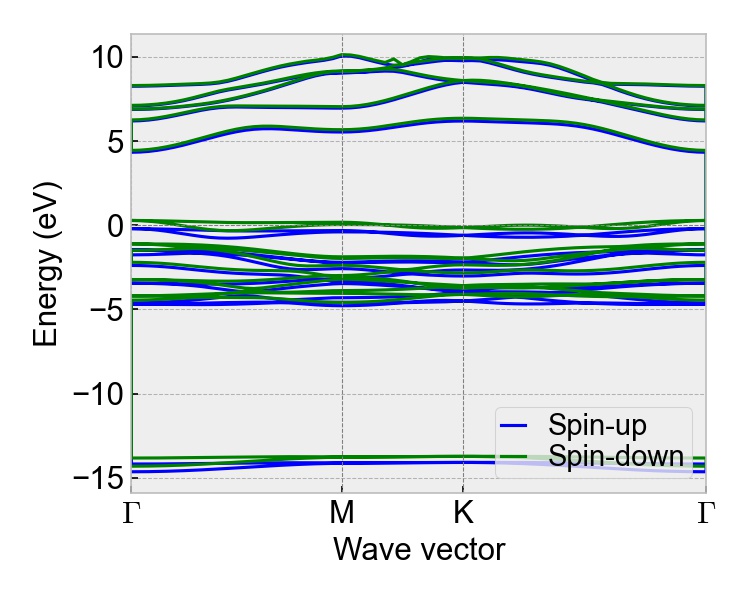 10
5
0
−5
−10
−15
Energy (eV)
Spin-up
Spin-down
Γ M K Γ
Wave vector